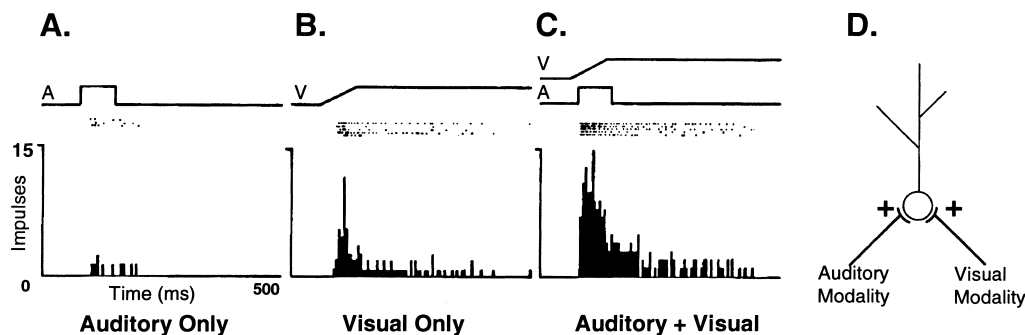 A.
B.
C.
D.
V
A
V
A
15
Impulses
0
Time (ms)
500
Auditory Only
Visual Only
Auditory + Visual
+
+
Auditory
Modality
Visual
Modality